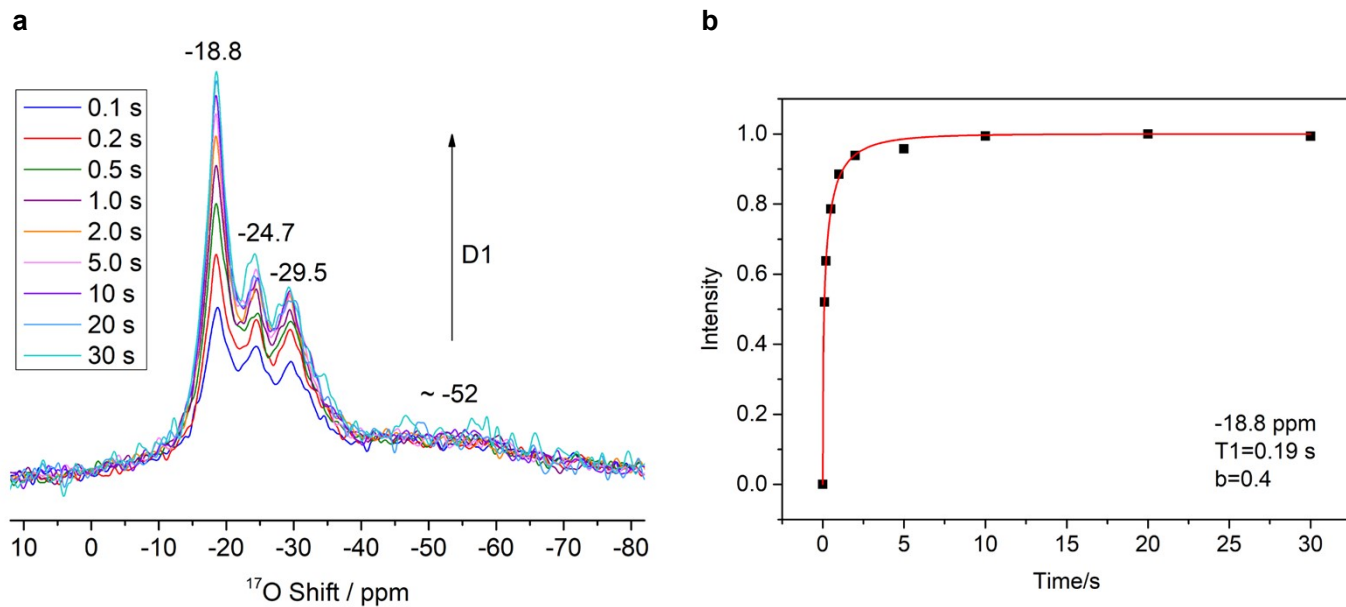 a
-18.8
0.1 s
0.2 s
0.5 s
1.0 s
2.0 s
5.0 s
10 s
20 s
30 s
-24.7
-29.5
D1
~ -52
10 0 -10 -20 -30 -40 -50 -60 -70 -80
¹⁷O Shift / ppm
b
Intensity
1.0
0.8
0.6
0.4
0.2
0.0
-18.8 ppm
T1=0.19 s
b=0.4
0 5 10 15 20 25 30
Time/s